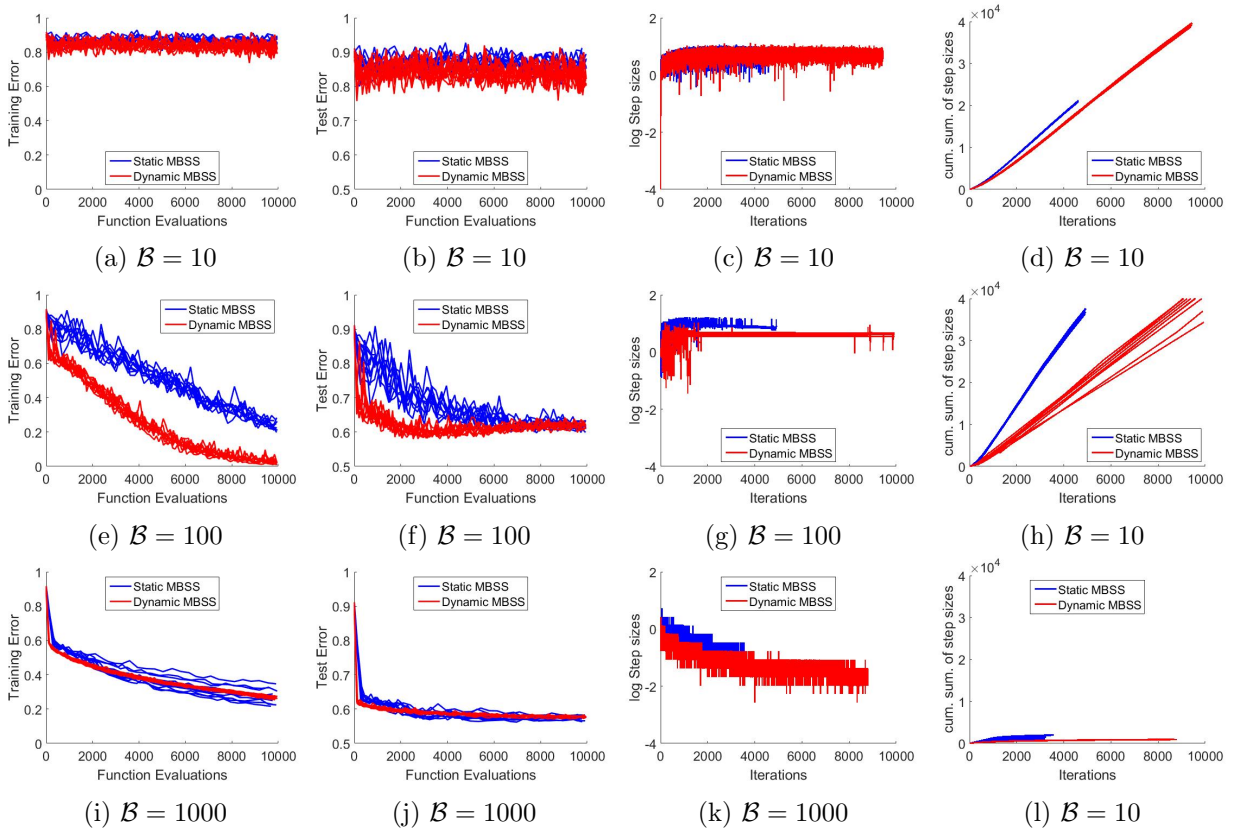 1
0.8
0.6
0.4
0.2
0
Training Error
Static MBSS
Dynamic MBSS
0 2000 4000 6000 8000 10000
Function Evaluations
(a) 𝓑 = 10
1
0.9
0.8
0.7
0.6
0.5
Test Error
Static MBSS
Dynamic MBSS
0 2000 4000 6000 8000 10000
Function Evaluations
(b) 𝓑 = 10
2
0
-2
-4
log Step sizes
Static MBSS
Dynamic MBSS
0 2000 4000 6000 8000 10000
Iterations
(c) 𝓑 = 10
×10⁴
4
3
2
1
0
cum. sum. of step sizes
Static MBSS
Dynamic MBSS
0 2000 4000 6000 8000 10000
Iterations
(d) 𝓑 = 10
1
0.8
0.6
0.4
0.2
0
Training Error
Static MBSS
Dynamic MBSS
0 2000 4000 6000 8000 10000
Function Evaluations
(e) 𝓑 = 100
1
0.9
0.8
0.7
0.6
0.5
Test Error
Static MBSS
Dynamic MBSS
0 2000 4000 6000 8000 10000
Function Evaluations
(f) 𝓑 = 100
2
0
-2
-4
log Step sizes
Static MBSS
Dynamic MBSS
0 2000 4000 6000 8000 10000
Iterations
(g) 𝓑 = 100
×10⁴
4
3
2
1
0
cum. sum. of step sizes
Static MBSS
Dynamic MBSS
0 2000 4000 6000 8000 10000
Iterations
(h) 𝓑 = 10
1
0.8
0.6
0.4
0.2
0
Training Error
Static MBSS
Dynamic MBSS
0 2000 4000 6000 8000 10000
Function Evaluations
(i) 𝓑 = 1000
1
0.9
0.8
0.7
0.6
0.5
Test Error
Static MBSS
Dynamic MBSS
0 2000 4000 6000 8000 10000
Function Evaluations
(j) 𝓑 = 1000
2
0
-2
-4
log Step sizes
Static MBSS
Dynamic MBSS
0 2000 4000 6000 8000 10000
Iterations
(k) 𝓑 = 1000
×10⁴
4
3
2
1
0
cum. sum. of step sizes
Static MBSS
Dynamic MBSS
0 2000 4000 6000 8000 10000
Iterations
(l) 𝓑 = 10